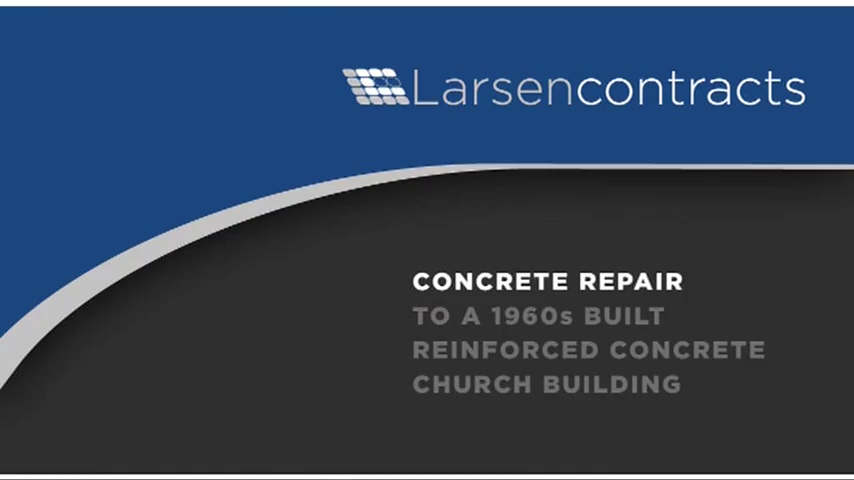 Larsencontracts
CONCRETE REPAIR
TO A 1960s BUILT
REINFORCED CONCRETE
CHURCH BUILDING